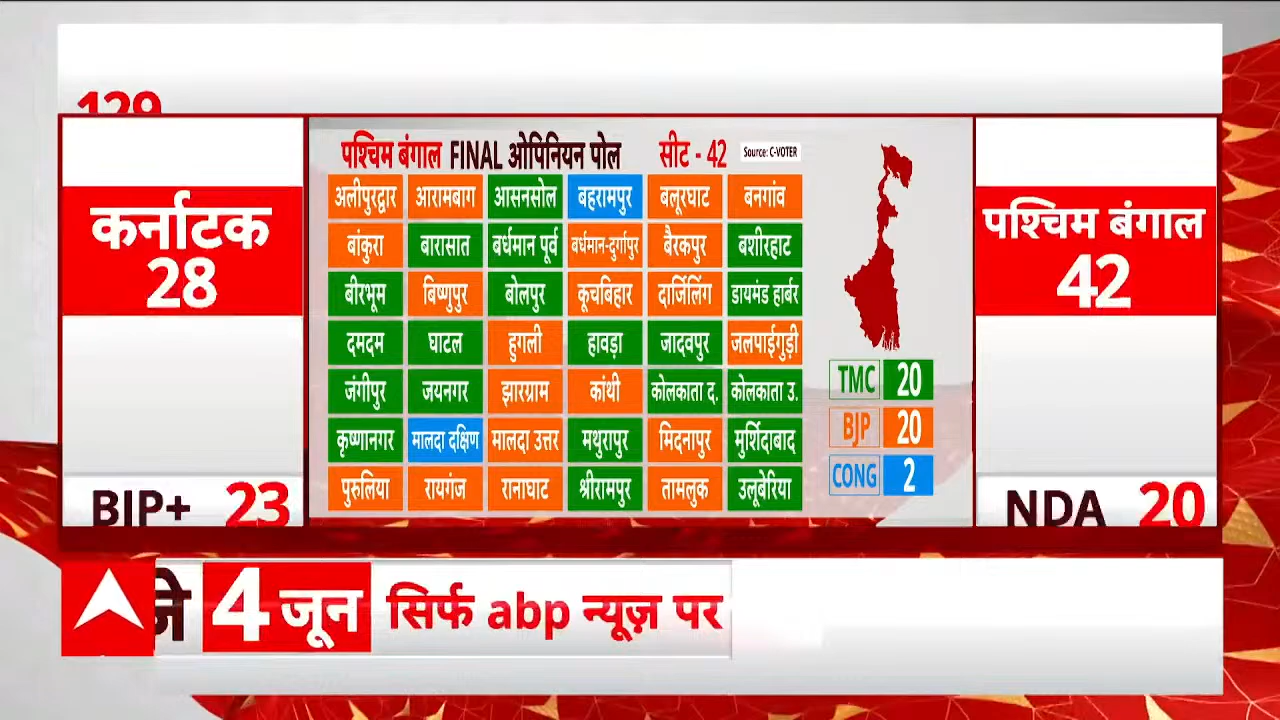 129
कर्नाटक
28
BJP+ 23
पश्चिम बंगाल FINAL ओपिनियन पोल सीट - 42 Source: C-VOTER
अलीपुरद्वार आरामबाग आसनसोल बहरामपुर बलूरघाट बनगांव
बांकुरा बारासात बर्धमान पूर्व बर्धमान-दुर्गापुर बैरकपुर बशीरहाट
बीरभूम बिष्णुपुर बोलपुर कूचबिहार दार्जिलिंग डायमंड हार्बर
दमदम घाटल हुगली हावड़ा जादवपुर जलपाईगुड़ी
जंगीपुर जयनगर झारग्राम कांथी कोलकाता द. कोलकाता उ.
कृष्णानगर मालदा दक्षिण मालदा उत्तर मथुरापुर मिदनापुर मुर्शिदाबाद
पुरुलिया रायगंज रानाघाट श्रीरामपुर तामलुक उलूबेरिया
TMC 20
BJP 20
CONG 2
पश्चिम बंगाल
42
NDA 20
4 जून सिर्फ abp न्यूज़ पर